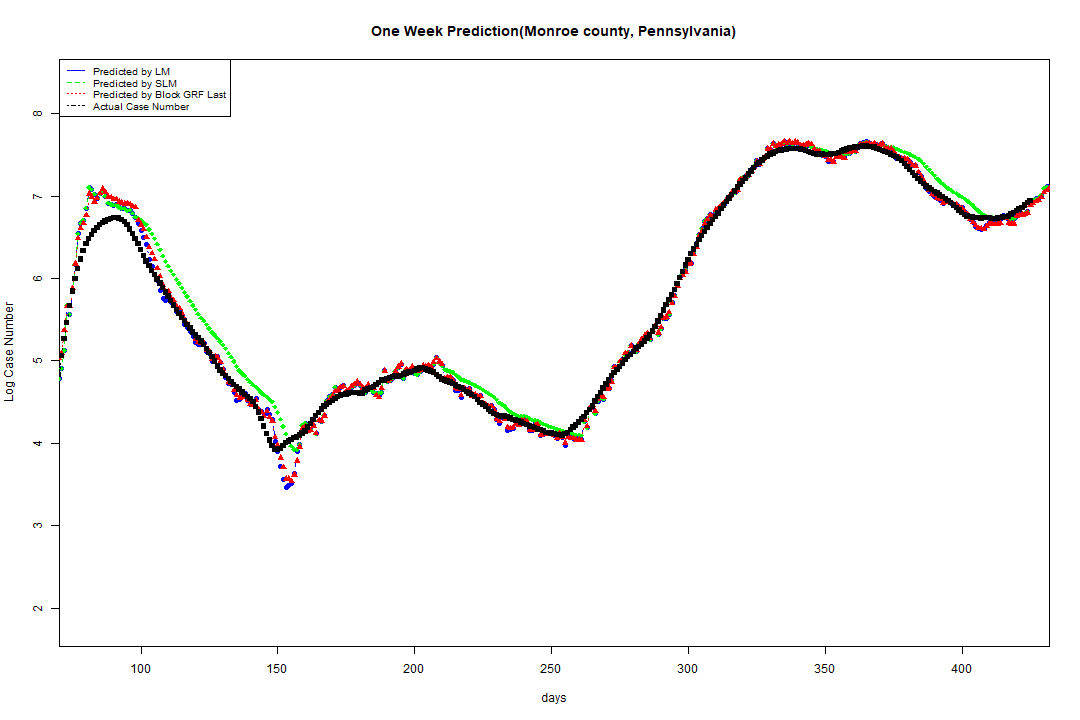 One Week Prediction(Monroe county, Pennsylvania)
Predicted by LM
Predicted by SLM
Predicted by Block GRF Last
Actual Case Number
8
7
6
5
4
3
2
Log Case Number
100 150 200 250 300 350 400
days